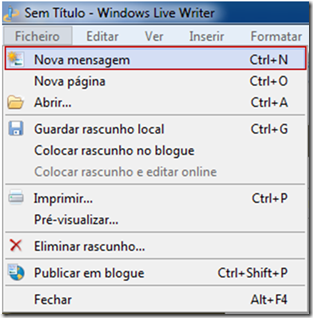 Sem Título - Windows Live Writer
Ficheiro Editar Ver Inserir Formatar
Nova mensagem Ctrl+N
Nova página Ctrl+O
Abrir... Ctrl+A
Guardar rascunho local Ctrl+G
Colocar rascunho no blogue
Colocar rascunho e editar online
Imprimir... Ctrl+P
Pré-visualizar...
Eliminar rascunho...
Publicar em blogue Ctrl+Shift+P
Fechar Alt+F4